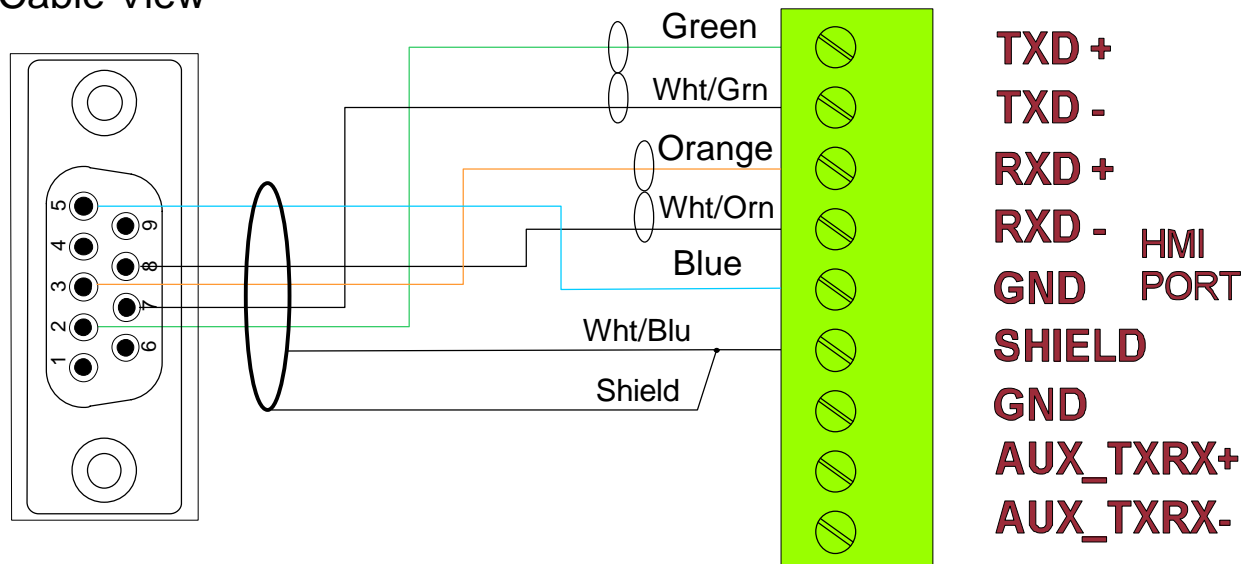 Cable View
Green
Wht/Grn
Orange
Wht/Orn
Blue
Wht/Blu
Shield
5
4
3
2
1
9
8
7
6
TXD +
TXD -
RXD +
RXD -
GND
SHIELD
GND
AUX_TXRX+
AUX_TXRX-
HMI
PORT